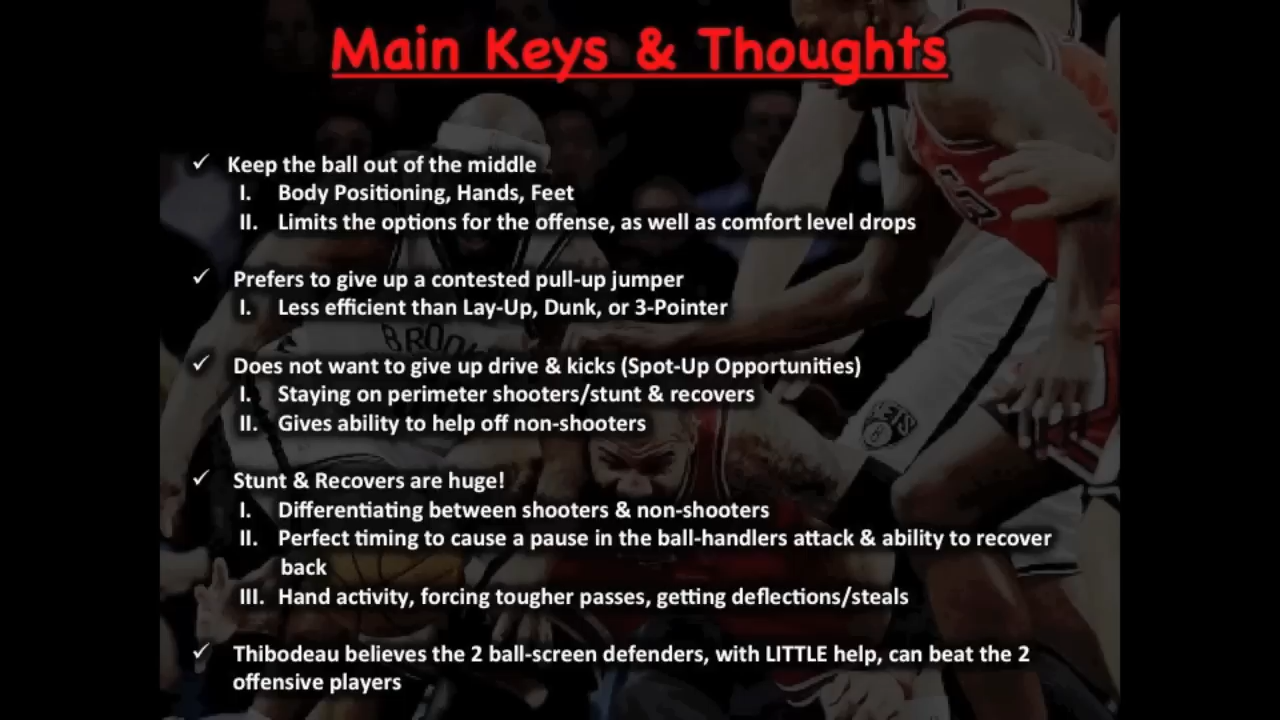 Main Keys & Thoughts
✓ Keep the ball out of the middle
I. Body Positioning, Hands, Feet
II. Limits the options for the offense, as well as comfort level drops
✓ Prefers to give up a contested pull-up jumper
I. Less efficient than Lay-Up, Dunk, or 3-Pointer
BROO
✓ Does not want to give up drive & kicks (Spot-Up Opportunities)
I. Staying on perimeter shooters/stunt & recovers
NETS
II. Gives ability to help off non-shooters
✓ Stunt & Recovers are huge!
I. Differentiating between shooters & non-shooters
II. Perfect timing to cause a pause in the ball-handlers attack & ability to recover
back
III. Hand activity, forcing tougher passes, getting deflections/steals
✓ Thibodeau believes the 2 ball-screen defenders, with LITTLE help, can beat the 2
offensive players